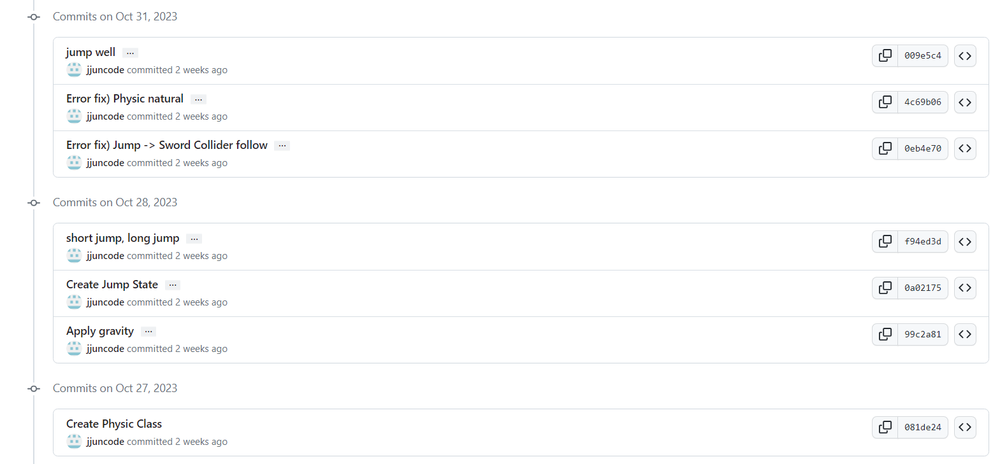 Commits on Oct 31, 2023
jump well ...
009e5c4
jjuncode committed 2 weeks ago
Error fix) Physic natural ...
4c69b06
jjuncode committed 2 weeks ago
Error fix) Jump -> Sword Collider follow ...
0eb4e70
jjuncode committed 2 weeks ago
Commits on Oct 28, 2023
short jump, long jump ...
f94ed3d
jjuncode committed 2 weeks ago
Create Jump State ...
0a02175
jjuncode committed 2 weeks ago
Apply gravity ...
99c2a81
jjuncode committed 2 weeks ago
Commits on Oct 27, 2023
Create Physic Class
081de24
jjuncode committed 2 weeks ago